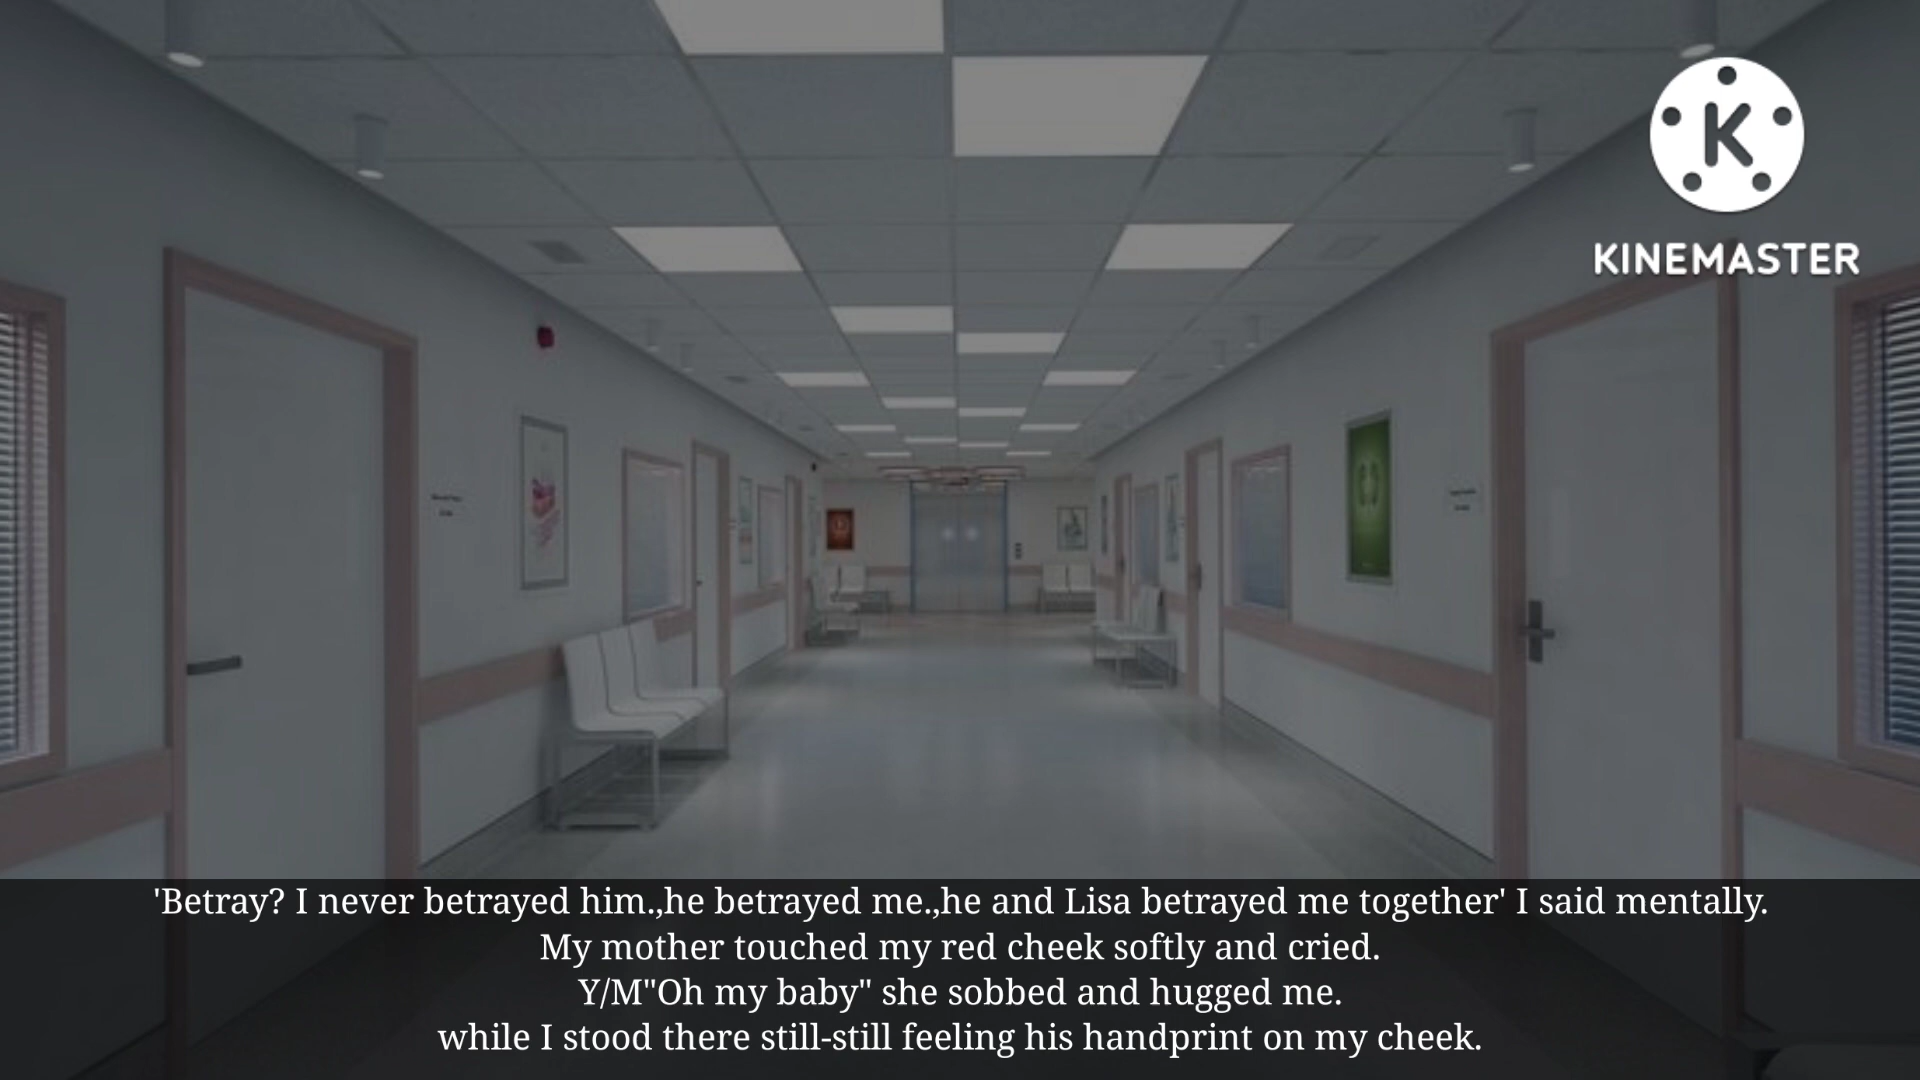 K
KINEMASTER
'Betray? I never betrayed him.,he betrayed me.,he and Lisa betrayed me together' I said mentally.
My mother touched my red cheek softly and cried.
Y/M"Oh my baby" she sobbed and hugged me.
while I stood there still-still feeling his handprint on my cheek.